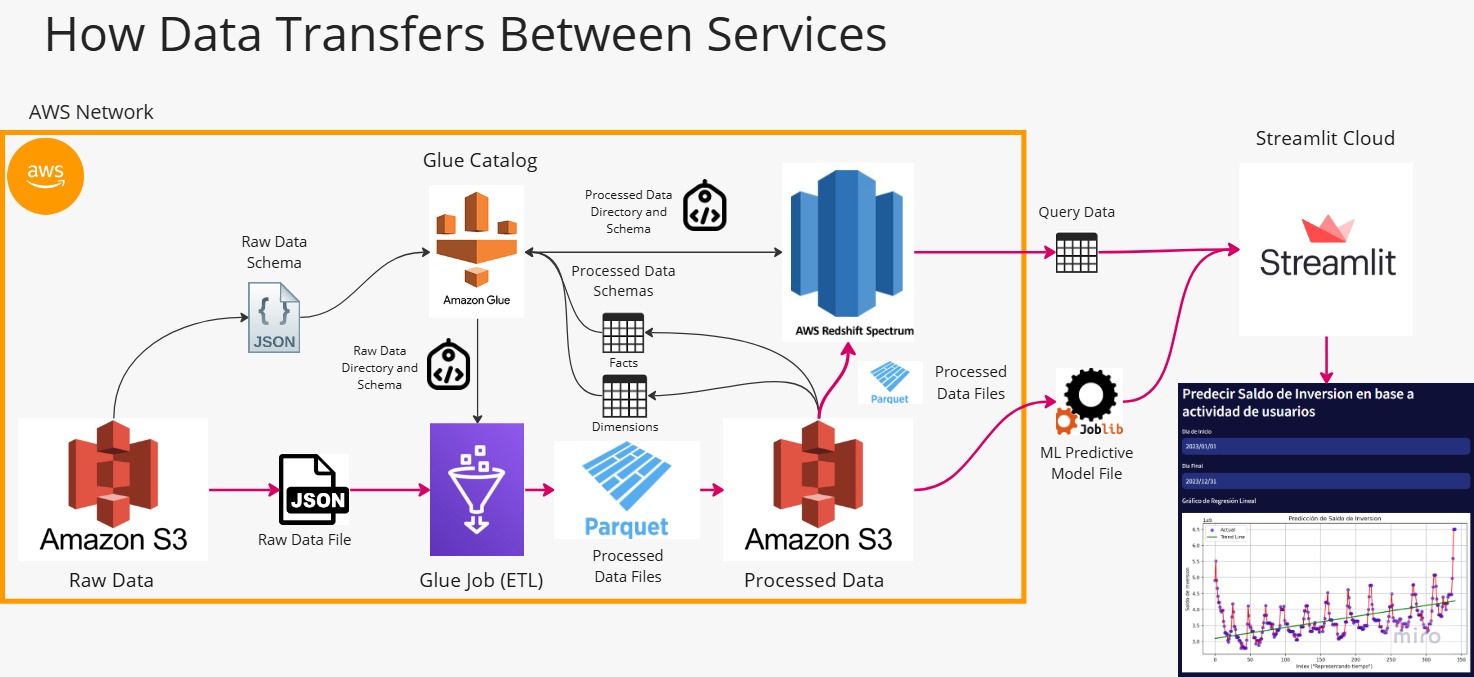 How Data Transfers Between Services
AWS Network
aws
Glue Catalog
Amazon Glue
Raw Data
Schema
{ }
JSON
Processed Data
Directory and
Schema
</>
Processed Data
Schemas
Facts
Dimensions
AWS Redshift Spectrum
Raw Data
Directory and
Schema
</>
Parquet
Processed
Data Files
Amazon S3
Raw Data
JSON
Raw Data File
Glue Job (ETL)
Parquet
Processed
Data Files
Amazon S3
Processed Data
Query Data
Joblib
ML Predictive
Model File
Streamlit Cloud
Streamlit
Predecir Saldo de Inversion en base a
actividad de usuarios
Dia de Inicio
2023/01/01
Dia Final
2023/12/31
Gráfico de Regresión Lineal
Predicción de Saldo de Inversion
1e9
6.5
6.0
5.5
5.0
4.5
4.0
3.5
3.0
Actual
Trend Line
Saldo de Inversion
0 50 100 150 200 250 300 350
Index ("Representando tiempo")
miro